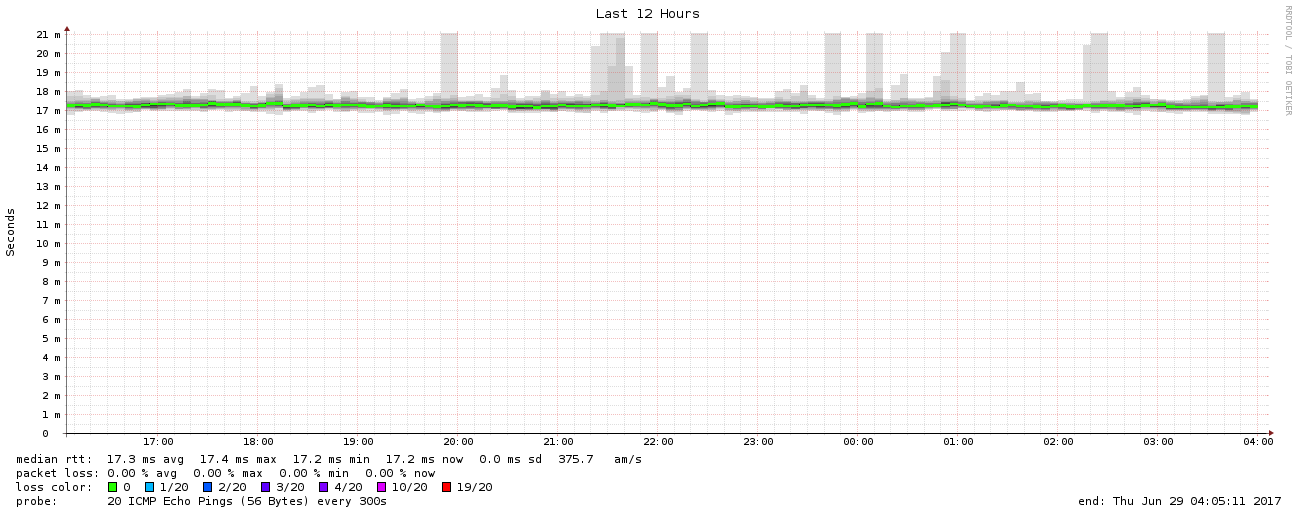 Last 12 Hours
RRDTOOL / TOBI OETIKER
Seconds
21 m
20 m
19 m
18 m
17 m
16 m
15 m
14 m
13 m
12 m
11 m
10 m
9 m
8 m
7 m
6 m
5 m
4 m
3 m
2 m
1 m
0
17:00 18:00 19:00 20:00 21:00 22:00 23:00 00:00 01:00 02:00 03:00 04:00
median rtt: 17.3 ms avg 17.4 ms max 17.2 ms min 17.2 ms now 0.0 ms sd 375.7 am/s
packet loss: 0.00 % avg 0.00 % max 0.00 % min 0.00 % now
loss color: 0 1/20 2/20 3/20 4/20 10/20 19/20
probe: 20 ICMP Echo Pings (56 Bytes) every 300s end: Thu Jun 29 04:05:11 2017